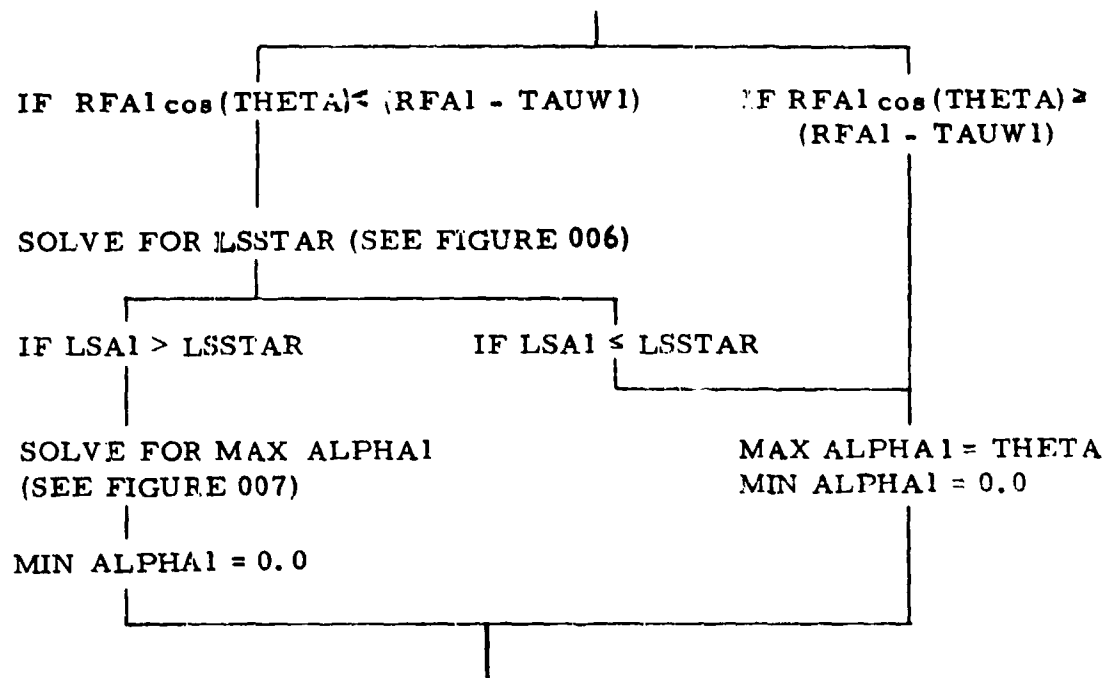 IF RFA1 cos(THETA) < (RFA1 - TAUW1)
IF RFA1 cos(THETA) ≥
(RFA1 - TAUW1)
SOLVE FOR LSSTAR (SEE FIGURE 006)
IF LSA1 > LSSTAR
IF LSA1 ≤ LSSTAR
SOLVE FOR MAX ALPHA1
(SEE FIGURE 007)
MAX ALPHA1 = THETA
MIN ALPHA1 = 0.0
MIN ALPHA1 = 0.0